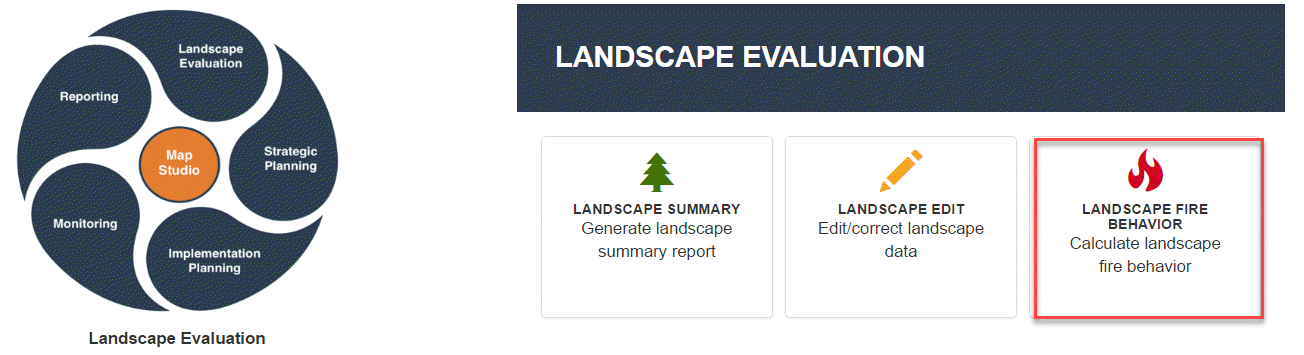 Landscape
Evaluation
Reporting
Map
Studio
Strategic
Planning
Monitoring
Implementation
Planning
Landscape Evaluation
LANDSCAPE EVALUATION
LANDSCAPE SUMMARY
Generate landscape
summary report
LANDSCAPE EDIT
Edit/correct landscape
data
LANDSCAPE FIRE
BEHAVIOR
Calculate landscape
fire behavior